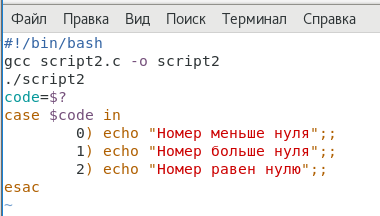 Файл Правка Вид Поиск Терминал Справка
#!/bin/bash
gcc script2.c -o script2
./script2
code=$?
case $code in
        0) echo "Номер меньше нуля";;
        1) echo "Номер больше нуля";;
        2) echo "Номер равен нулю";;
esac
~